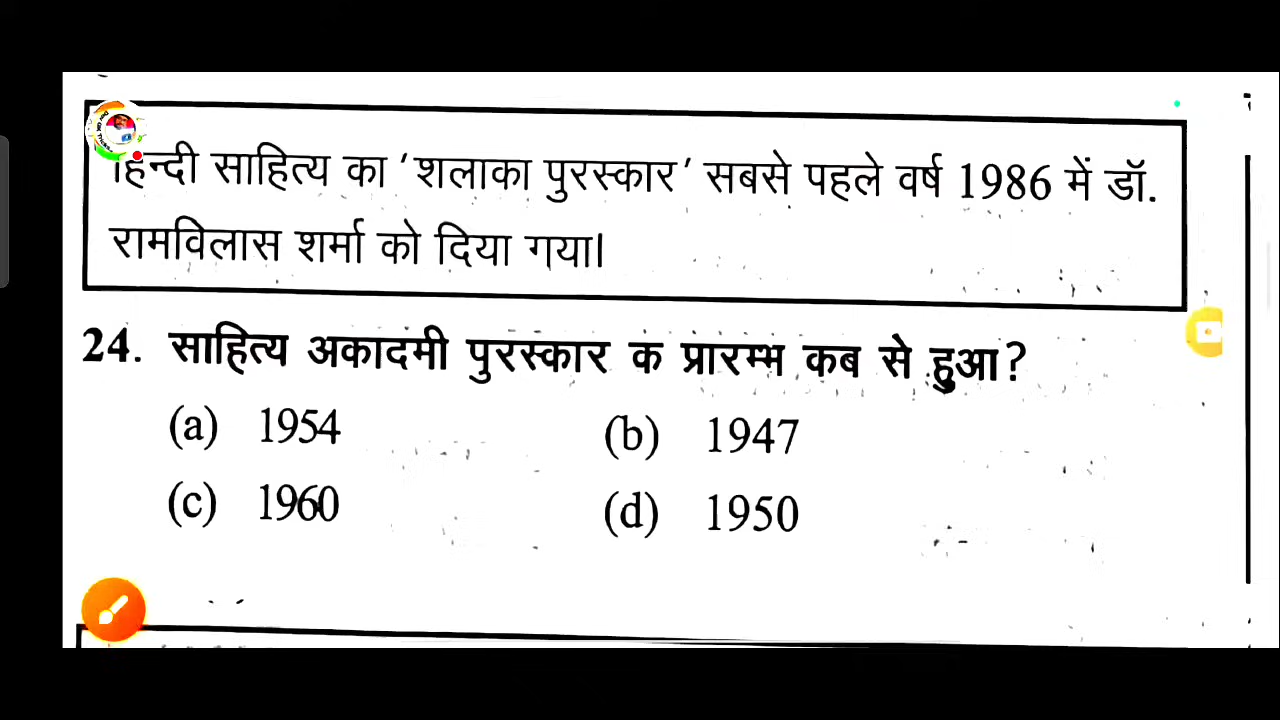 हिन्दी साहित्य का ‘शलाका पुरस्कार’ सबसे पहले वर्ष 1986 में डॉ.
रामविलास शर्मा को दिया गया।
24. साहित्य अकादमी पुरस्कार क प्रारम्भ कब से हुआ?
(a) 1954 (b) 1947
(c) 1960 (d) 1950